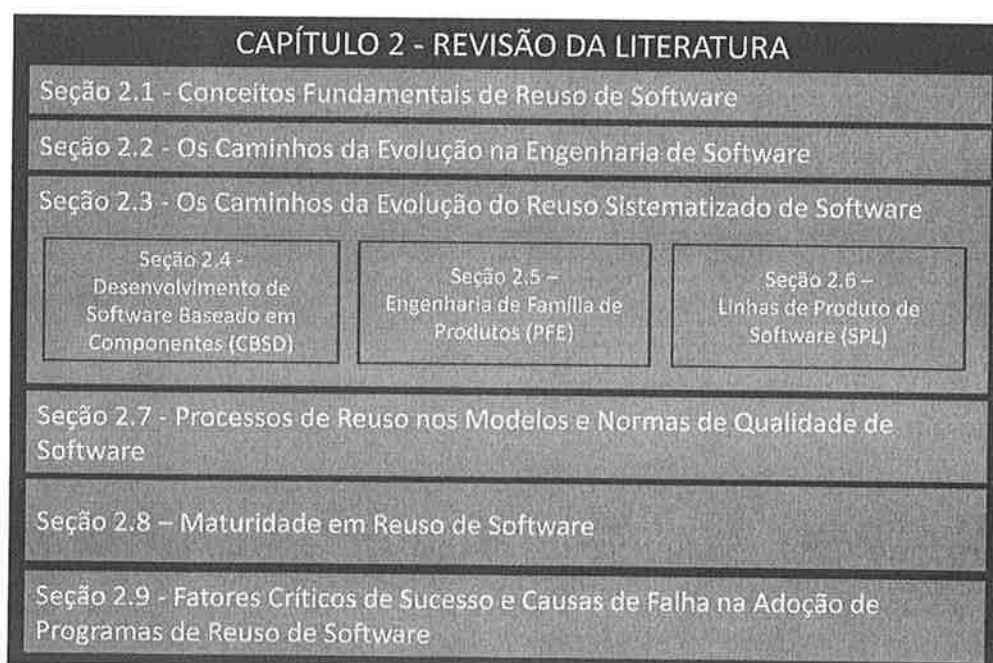 CAPÍTULO 2 - REVISÃO DA LITERATURA
Seção 2.1 - Conceitos Fundamentais de Reuso de Software
Seção 2.2 - Os Caminhos da Evolução na Engenharia de Software
Seção 2.3 - Os Caminhos da Evolução do Reuso Sistematizado de Software
Seção 2.4 -
Desenvolvimento de
Software Baseado em
Componentes (CBSD)
Seção 2.5 –
Engenharia de Família de
Produtos (PFE)
Seção 2.6 –
Linhas de Produto de
Software (SPL)
Seção 2.7 - Processos de Reuso nos Modelos e Normas de Qualidade de
Software
Seção 2.8 – Maturidade em Reuso de Software
Seção 2.9 - Fatores Críticos de Sucesso e Causas de Falha na Adoção de
Programas de Reuso de Software